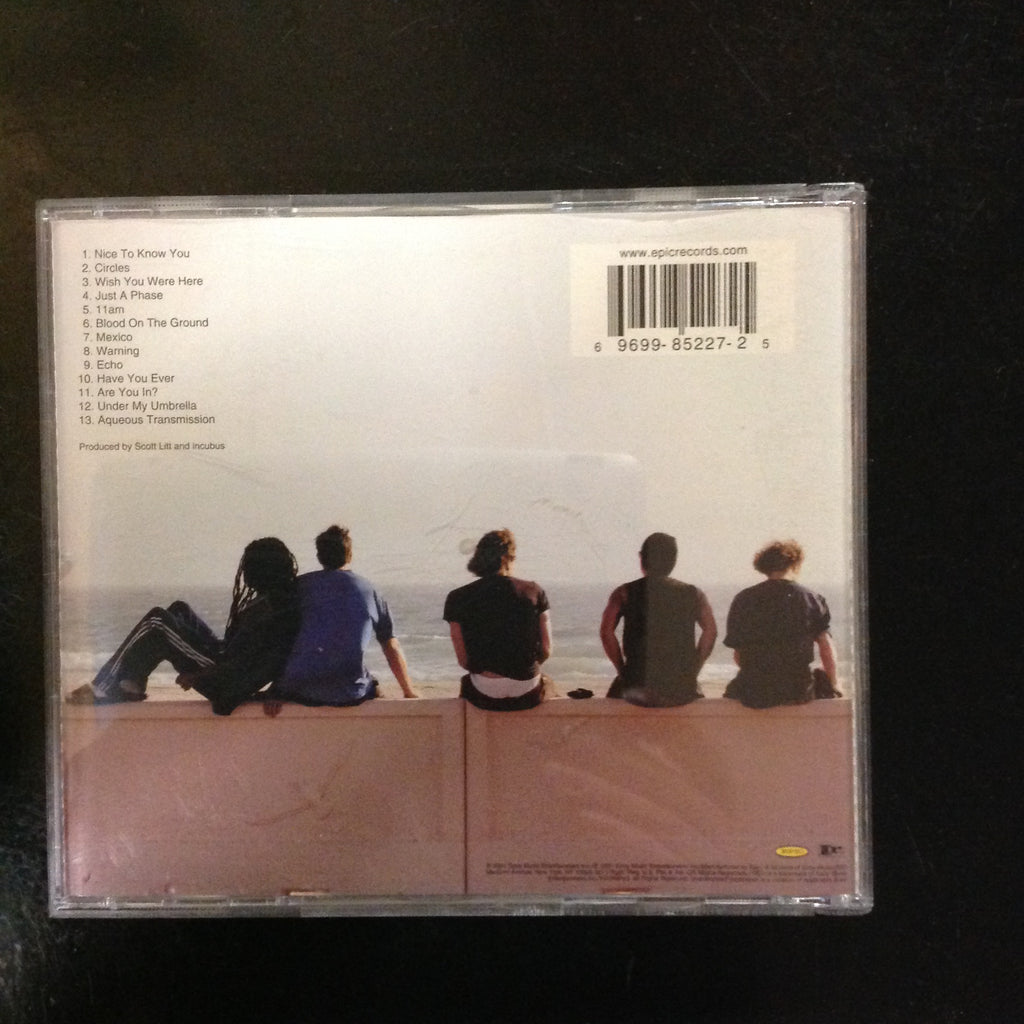 1. Nice To Know You
2. Circles
3. Wish You Were Here
4. Just A Phase
5. 11am
6. Blood On The Ground
7. Mexico
8. Warning
9. Echo
10. Have You Ever
11. Are You In?
12. Under My Umbrella
13. Aqueous Transmission
Produced by Scott Litt and Incubus
www.epicrecords.com
6 9699-85227-2 5